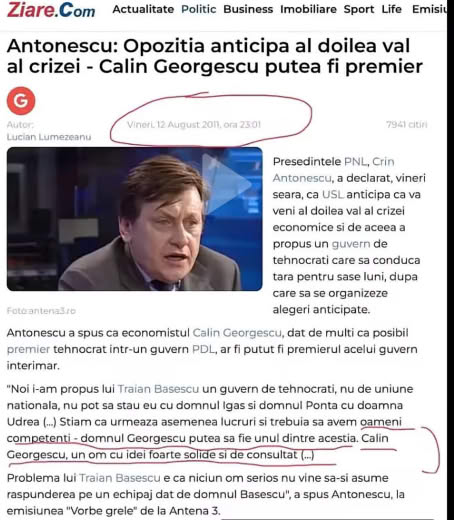 Ziare.Com Actualitate Politic Business Imobiliare Sport Life Emisiu
Antonescu: Opozitia anticipa al doilea val
al crizei - Calin Georgescu putea fi premier
G
Autor:
Lucian Lumezeanu
Vineri, 12 August 2011, ora 23:01
7941 citiri
Presedintele PNL, Crin
Antonescu, a declarat, vineri
seara, ca USL anticipa ca va
veni al doilea val al crizei
economice si de aceea a
propus un guvern de
tehnocrati care sa conduca
tara pentru sase luni, dupa
care sa se organizeze
alegeri anticipate.
Foto:antena3.ro
Antonescu a spus ca economistul Calin Georgescu, dat de multi ca posibil
premier tehnocrat intr-un guvern PDL, ar fi putut fi premierul acelui guvern
interimar.
"Noi i-am propus lui Traian Basescu un guvern de tehnocrati, nu de uniune
nationala, nu pot sa stau eu cu domnul Igas si domnul Ponta cu doamna
Udrea (...) Stiam ca urmeaza asemenea lucruri si trebuia sa avem oameni
competenti - domnul Georgescu putea sa fie unul dintre acestia. Calin
Georgescu, un om cu idei foarte solide si de consultat (...)
Problema lui Traian Basescu e ca niciun om serios nu vine sa-si asume
raspunderea pe un echipaj dat de domnul Basescu", a spus Antonescu, la
emisiunea "Vorbe grele" de la Antena 3.